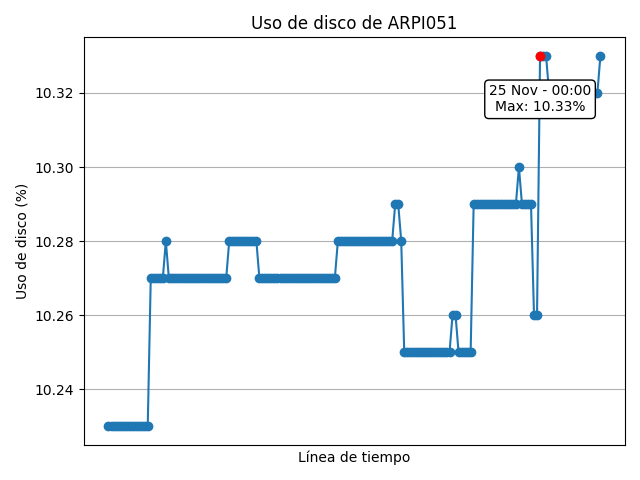 Uso de disco de ARPI051
10.32
10.30
10.28
10.26
10.24
Uso de disco (%)
25 Nov - 00:00
Max: 10.33%
Línea de tiempo